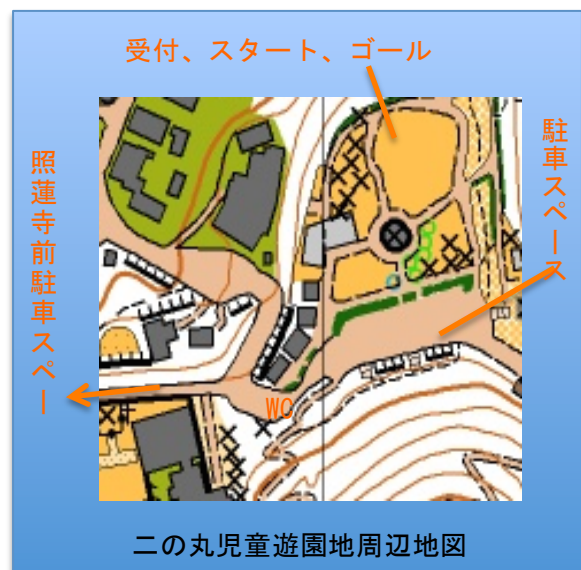 受付、スタート、ゴール
駐車スペース
照蓮寺前駐車スペー
WC
二の丸児童遊園地周辺地図